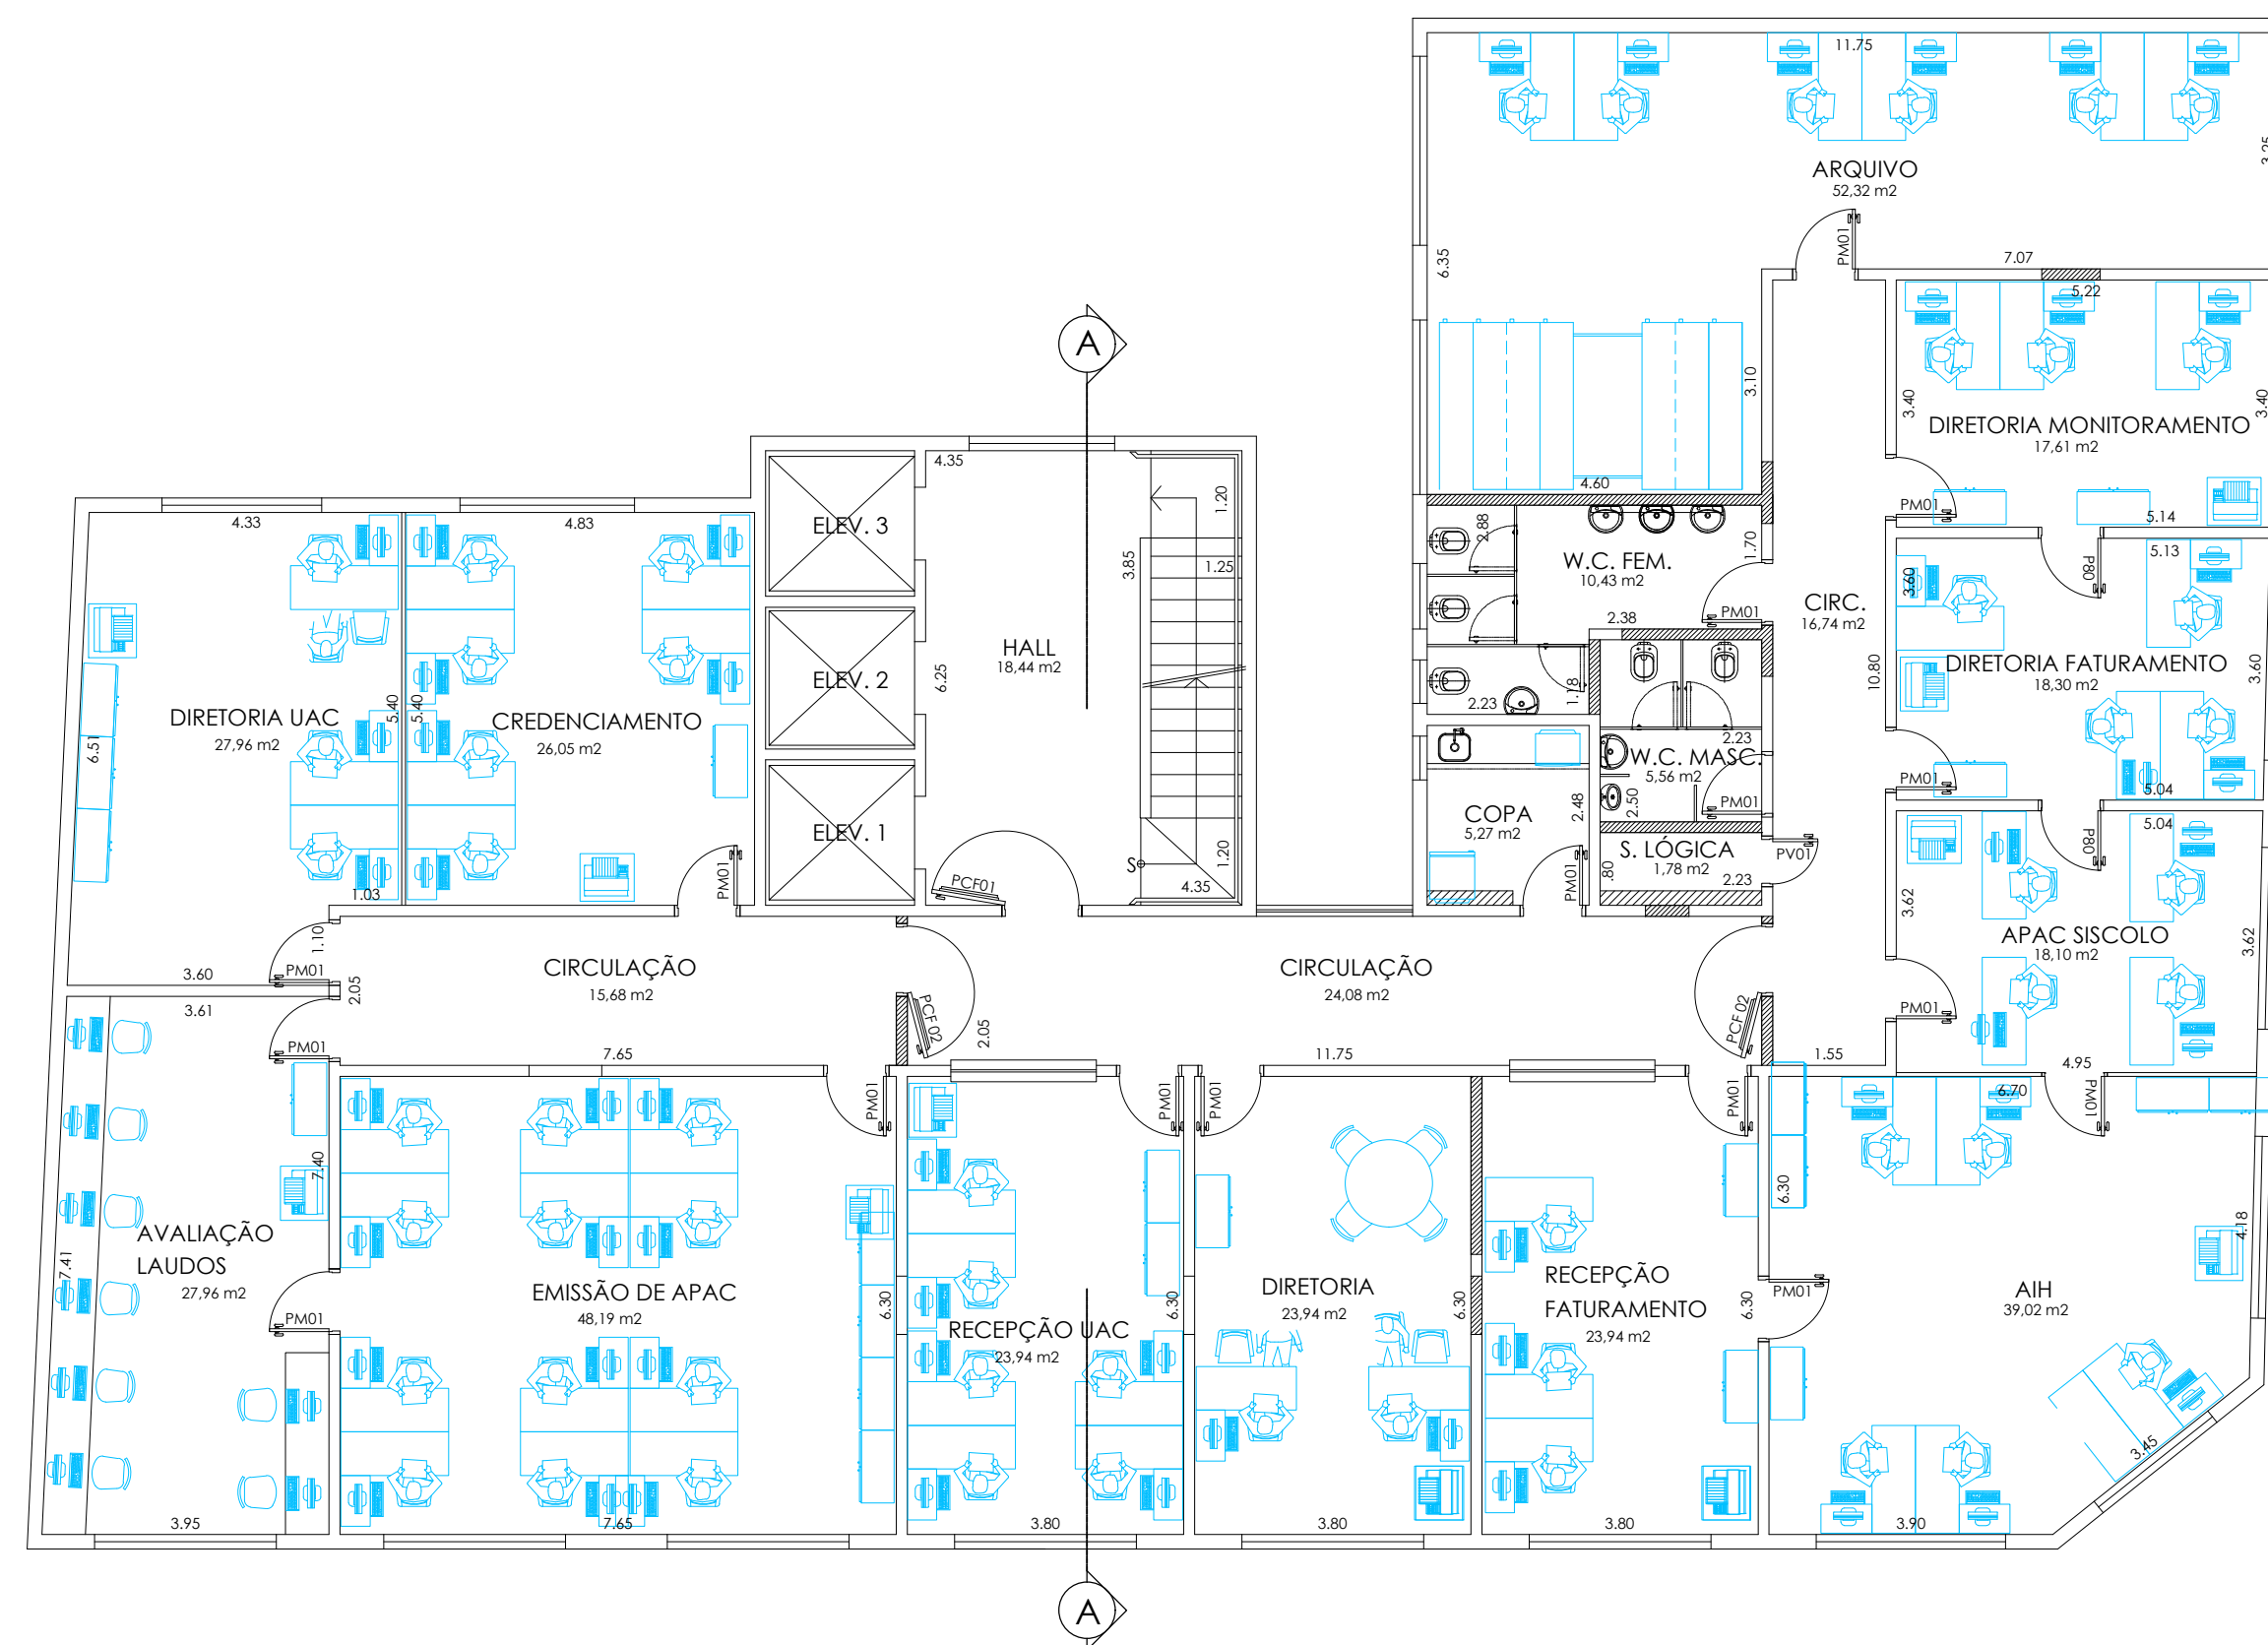 11.75
3.25
ARQUIVO
52,32 m2
6.35
PM01
7.07
5.22
A
3.10
3.40
3.40
DIRETORIA MONITORAMENTO
17,61 m2
4.60
PM01
5.14
4.35
1.20
3.85
1.25
4.33
4.83
ELEV. 3
2.88
1.70
W.C. FEM.
10,43 m2
P80
5.13
3.60
PM01
CIRC.
16,74 m2
2.38
HALL
18,44 m2
6.25
ELEV. 2
10.80
DIRETORIA FATURAMENTO
18,30 m2
3.60
1.18
2.23
DIRETORIA UAC
27,96 m2
5.40
5.40
CREDENCIAMENTO
26,05 m2
6.51
2.23
W.C. MASC.
5,56 m2
PM01
5.04
2.50
PM01
2.48
COPA
5,27 m2
ELEV. 1
5.04
P80
S. LÓGICA
1,78 m2
PV01
.80
2.23
1.20
S
4.35
PCF01
PM01
1.03
PM01
3.62
APAC SISCOLO
18,10 m2
3.62
1.10
PM01
3.60
2.05
CIRCULAÇÃO
15,68 m2
CIRCULAÇÃO
24,08 m2
3.61
PM01
PCF 02
2.05
PCF 02
PM01
7.65
11.75
1.55
4.95
6.70
PM01
PM01
PM01
PM01
PM01
7.40
6.30
4.18
AVALIAÇÃO
LAUDOS
27,96 m2
7.41
PM01
EMISSÃO DE APAC
48,19 m2
6.30
RECEPÇÃO UAC
23,94 m2
6.30
DIRETORIA
23,94 m2
6.30
RECEPÇÃO
FATURAMENTO
23,94 m2
6.30
PM01
AIH
39,02 m2
3.45
3.95
7.65
3.80
3.80
3.80
3.90
A